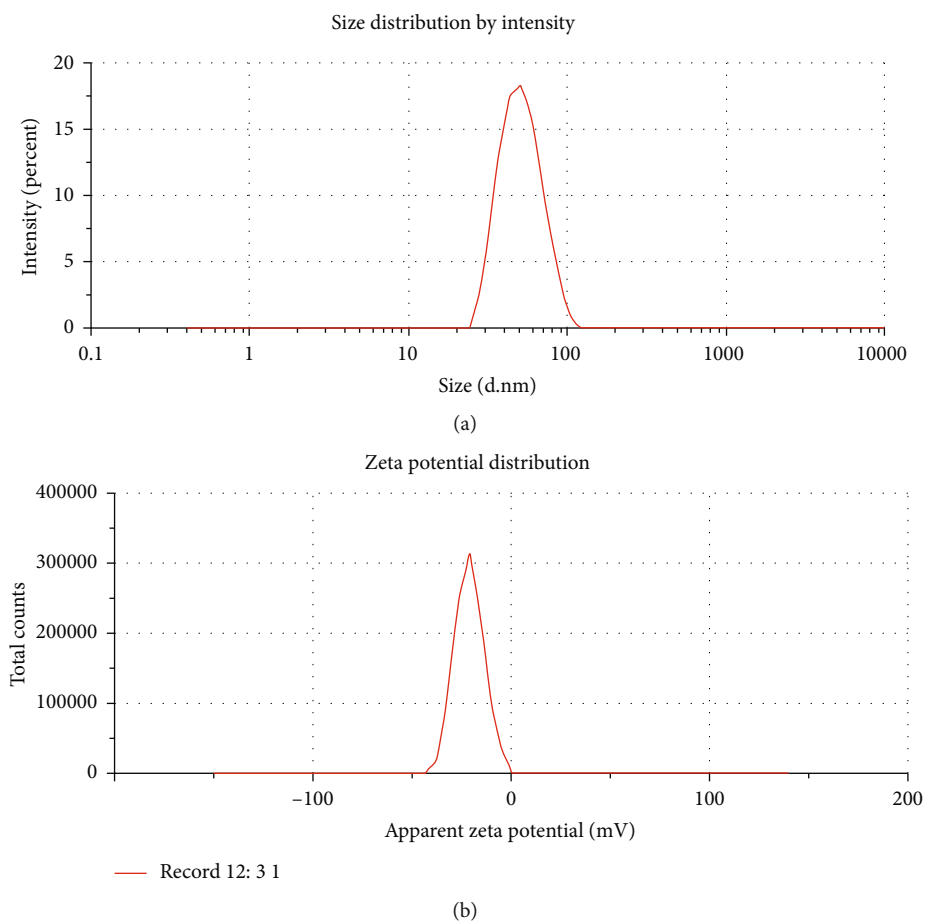 Size distribution by intensity
20
15
10
5
0
Intensity (percent)
0.1 1 10 100 1000 10000
Size (d.nm)
(a)
Zeta potential distribution
400000
300000
200000
100000
0
Total counts
−100 0 100 200
Apparent zeta potential (mV)
Record 12: 3 1
(b)